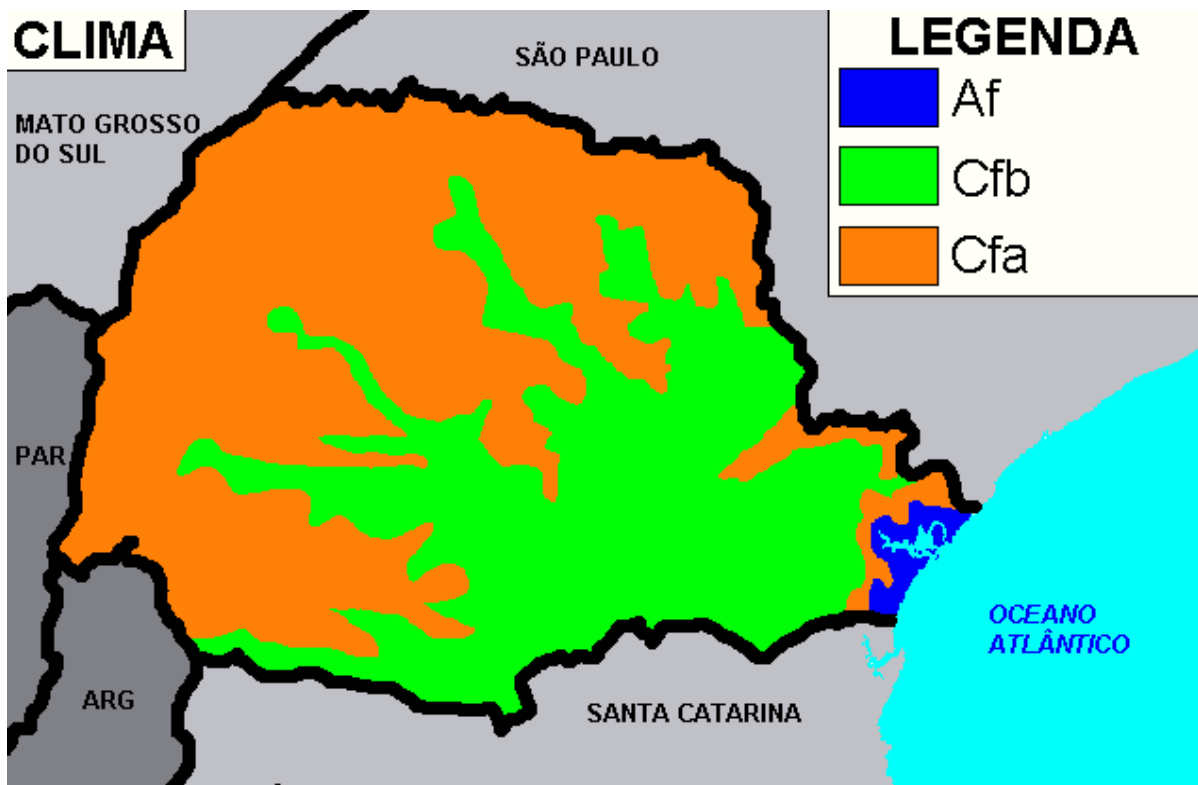 CLIMA
SÃO PAULO
LEGENDA
Af
Cfb
Cfa
MATO GROSSO
DO SUL
PAR
ARG
SANTA CATARINA
OCEANO
ATLÂNTICO